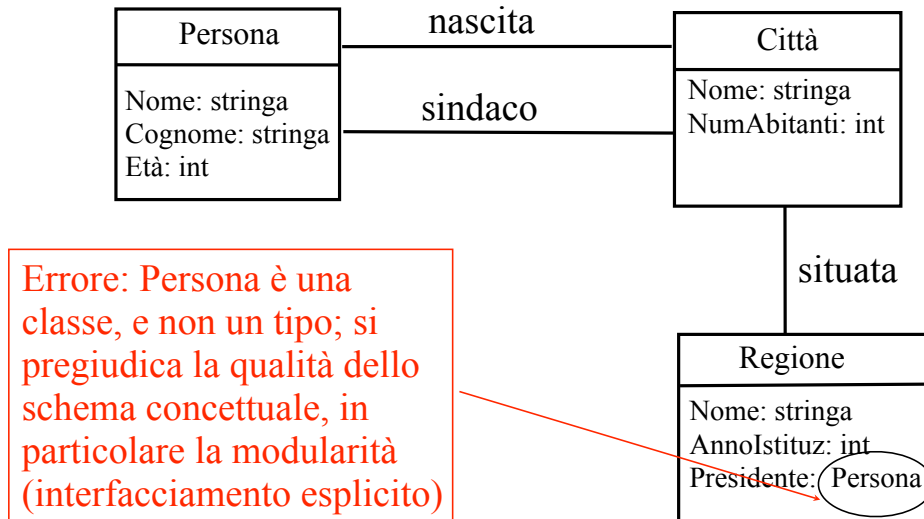 Persona
Nome: stringa
Cognome: stringa
Età: int
nascita
sindaco
Città
Nome: stringa
NumAbitanti: int
situata
Errore: Persona è una
classe, e non un tipo; si
pregiudica la qualità dello
schema concettuale, in
particolare la modularità
(interfacciamento esplicito)
Regione
Nome: stringa
AnnoIstituz: int
Presidente: Persona